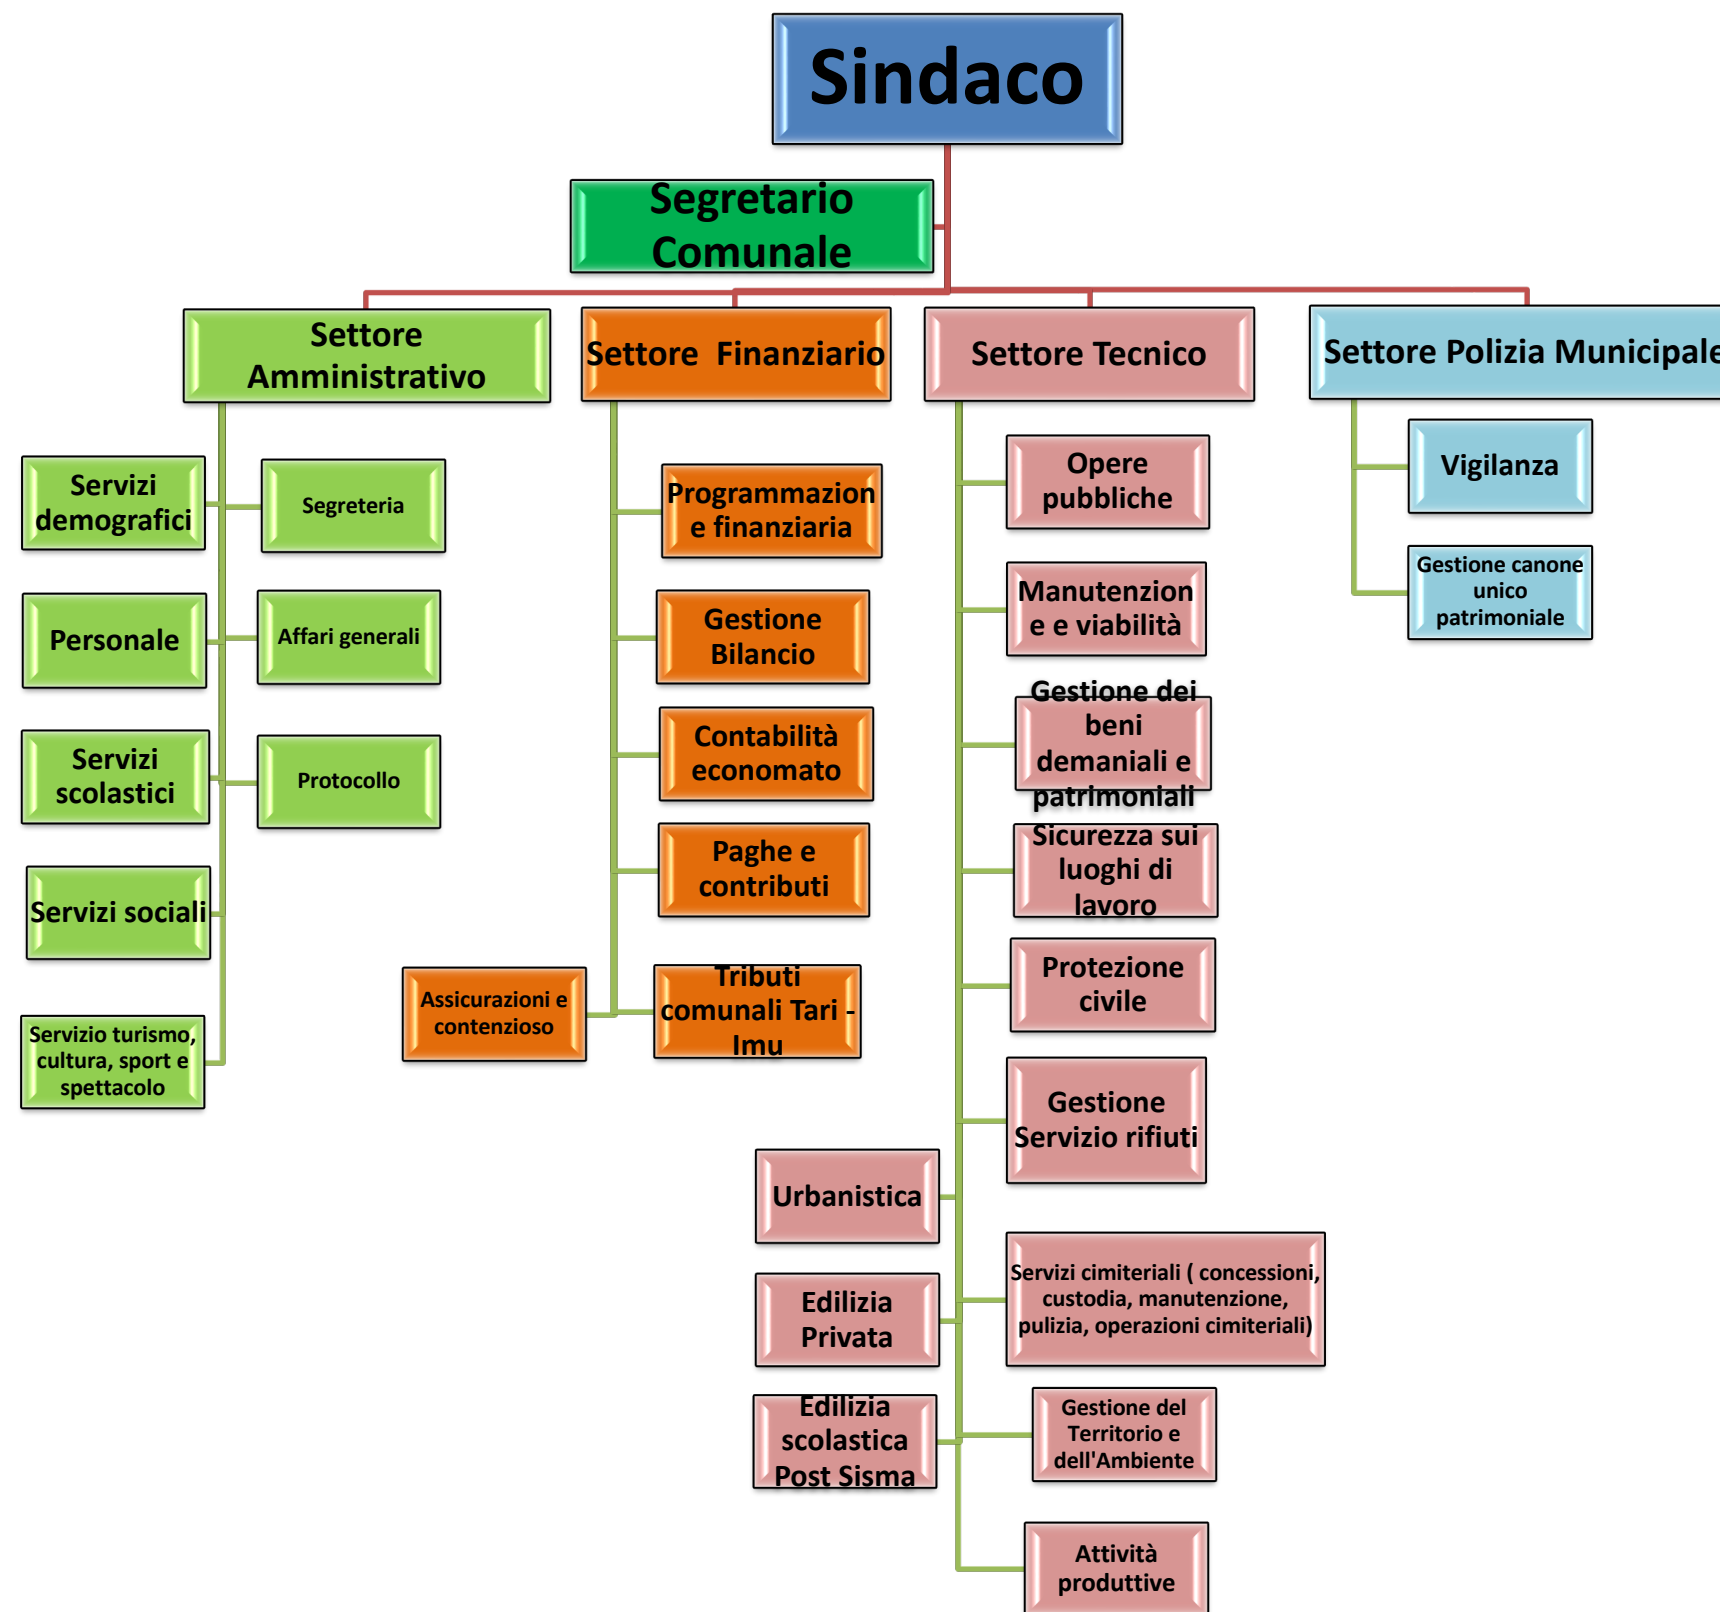 Sindaco
Segretario
Comunale
Settore
Amministrativo
Servizi
demografici
Segreteria
Personale
Affari generali
Servizi
scolastici
Protocollo
Servizi sociali
Servizio turismo,
cultura, sport e
spettacolo
Settore  Finanziario
Programmazion
e finanziaria
Gestione
Bilancio
Contabilità
economato
Paghe e
contributi
Assicurazioni e
contenzioso
Tributi
comunali Tari -
Imu
Settore Tecnico
Opere
pubbliche
Manutenzion
e e viabilità
Gestione dei
beni
demaniali e
patrimoniali
Sicurezza sui
luoghi di
lavoro
Protezione
civile
Gestione
Servizio rifiuti
Urbanistica
Servizi cimiteriali ( concessioni,
custodia, manutenzione,
pulizia, operazioni cimiteriali)
Edilizia
Privata
Gestione del
Territorio e
dell'Ambiente
Edilizia
scolastica
Post Sisma
Attività
produttive
Settore Polizia Municipale
Vigilanza
Gestione canone
unico
patrimoniale